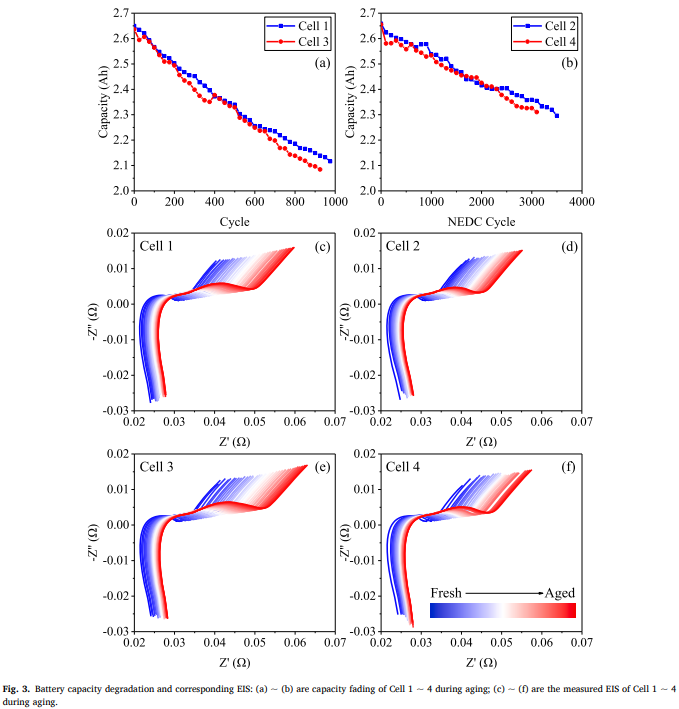 2.7
2.6
2.5
2.4
2.3
2.2
2.1
2.0
Capacity (Ah)
0 200 400 600 800 1000
Cycle
Cell 1
Cell 3
(a)
2.7
2.6
2.5
2.4
2.3
2.2
2.1
2.0
Capacity (Ah)
0 1000 2000 3000 4000
NEDC Cycle
Cell 2
Cell 4
(b)
Cell 1
(c)
0.02
0.01
0.00
-0.01
-0.02
-0.03
-Z'' (Ω)
0.02 0.03 0.04 0.05 0.06 0.07
Z' (Ω)
Cell 2
(d)
0.02
0.01
0.00
-0.01
-0.02
-0.03
-Z'' (Ω)
0.02 0.03 0.04 0.05 0.06 0.07
Z' (Ω)
Cell 3
(e)
0.02
0.01
0.00
-0.01
-0.02
-0.03
-Z'' (Ω)
0.02 0.03 0.04 0.05 0.06 0.07
Z' (Ω)
Cell 4
(f)
0.02
0.01
0.00
-0.01
-0.02
-0.03
-Z'' (Ω)
0.02 0.03 0.04 0.05 0.06 0.07
Z' (Ω)
Fresh Aged
Fig. 3. Battery capacity degradation and corresponding EIS: (a) ~ (b) are capacity fading of Cell 1 ~ 4 during aging; (c) ~ (f) are the measured EIS of Cell 1 ~ 4
during aging.